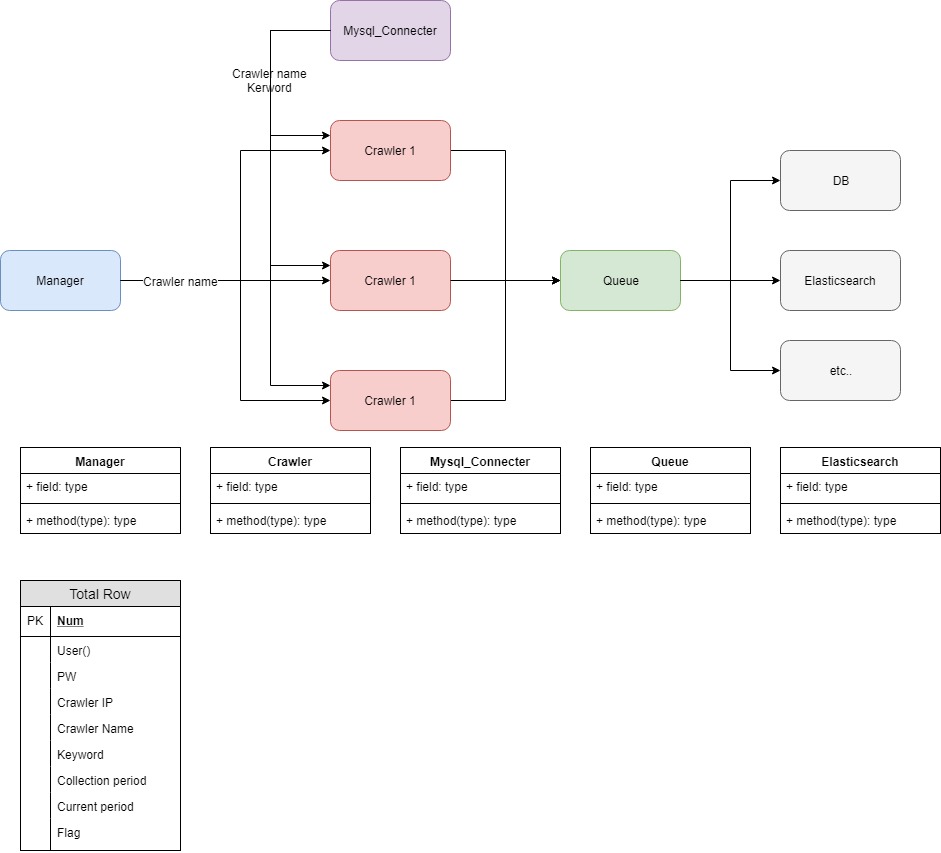 Mysql_Connecter
Crawler name
Kerword
Crawler 1
DB
Manager
Crawler name
Crawler 1
Queue
Elasticsearch
etc..
Crawler 1
Manager
+ field: type
+ method(type): type
Crawler
+ field: type
+ method(type): type
Mysql_Connecter
+ field: type
+ method(type): type
Queue
+ field: type
+ method(type): type
Elasticsearch
+ field: type
+ method(type): type
Total Row
PK Num
User()
PW
Crawler IP
Crawler Name
Keyword
Collection period
Current period
Flag